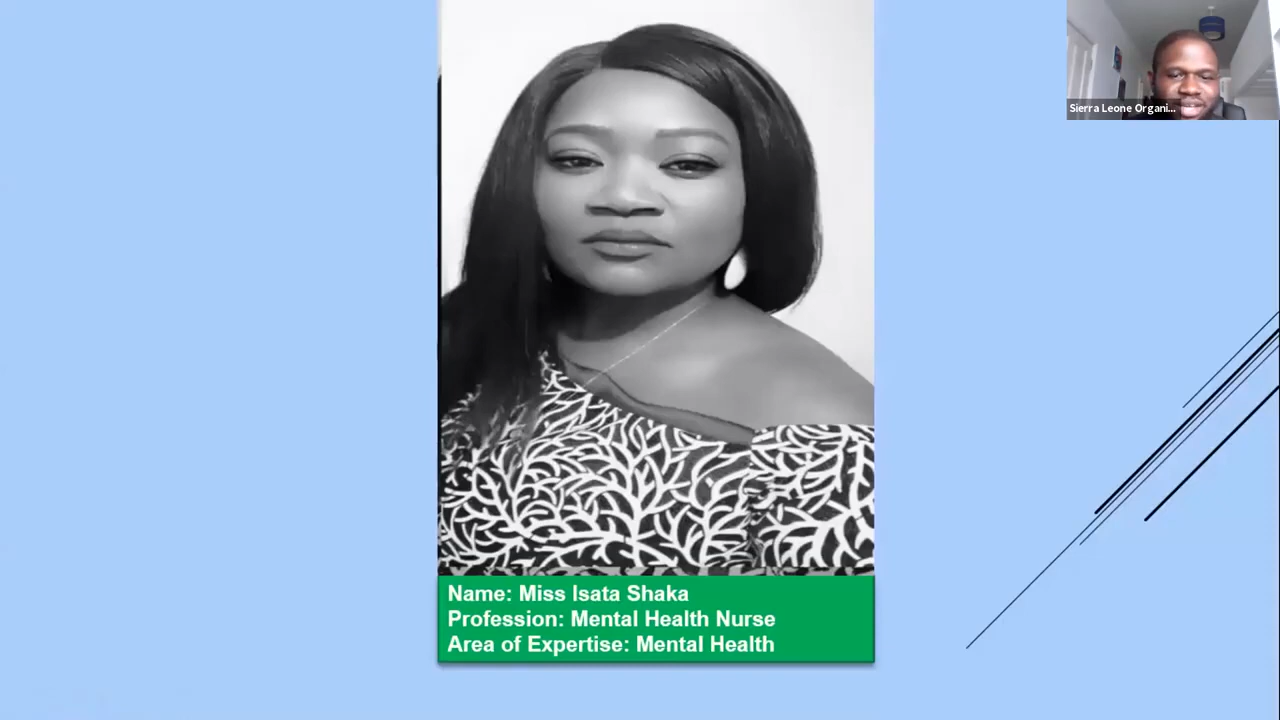 Sierra Leone Organi...
Name: Miss Isata Shaka
Profession: Mental Health Nurse
Area of Expertise: Mental Health